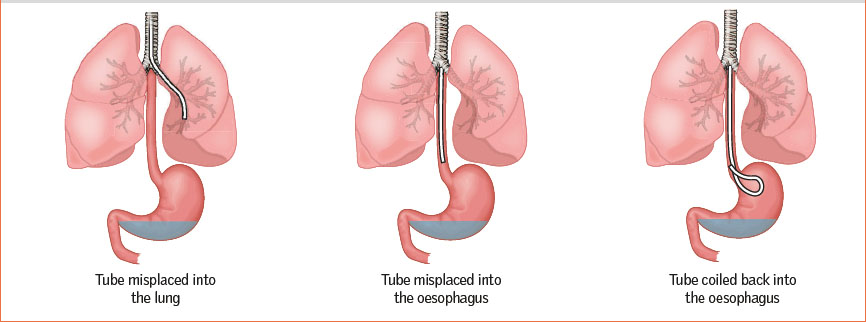 Tube misplaced into
the lung
Tube misplaced into
the oesophagus
Tube coiled back into
the oesophagus